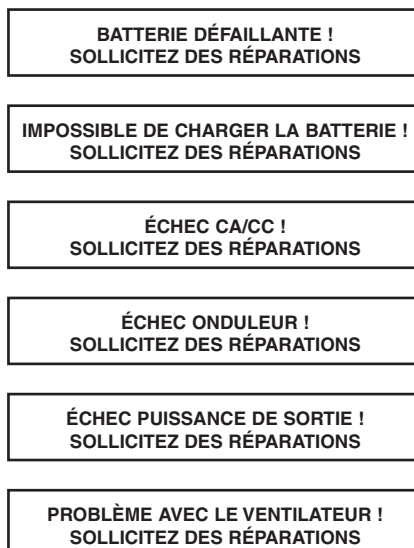 BATTERIE DÉFAILLANTE !
SOLLICITEZ DES RÉPARATIONS
IMPOSSIBLE DE CHARGER LA BATTERIE !
SOLLICITEZ DES RÉPARATIONS
ÉCHEC CA/CC !
SOLLICITEZ DES RÉPARATIONS
ÉCHEC ONDULEUR !
SOLLICITEZ DES RÉPARATIONS
ÉCHEC PUISSANCE DE SORTIE !
SOLLICITEZ DES RÉPARATIONS
PROBLÈME AVEC LE VENTILATEUR !
SOLLICITEZ DES RÉPARATIONS